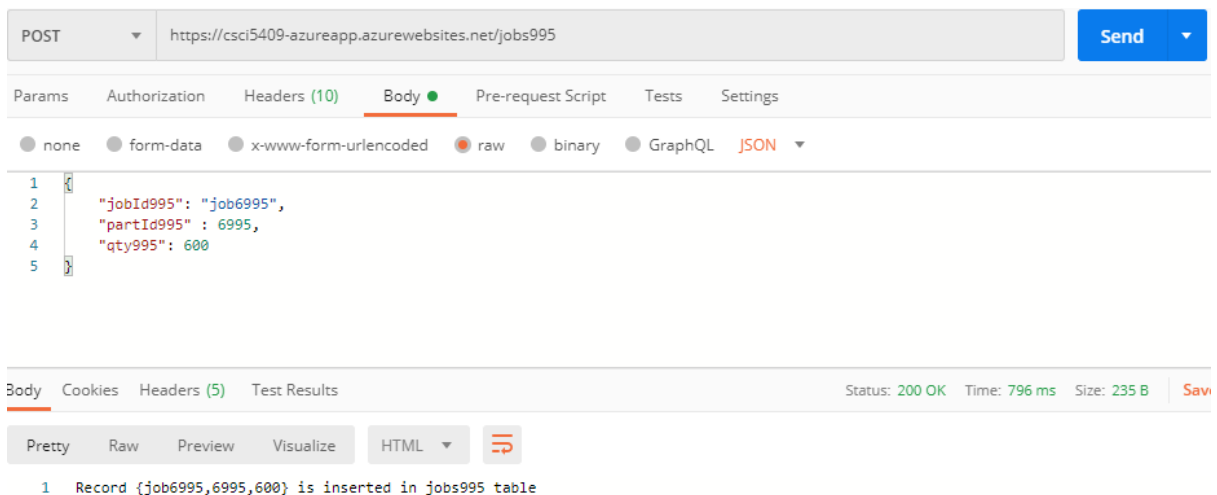 POST https://csci5409-azureapp.azurewebsites.net/jobs995 Send
Params Authorization Headers (10) Body Pre-request Script Tests Settings
none form-data x-www-form-urlencoded raw binary GraphQL JSON
1 {
2 "jobId995": "job6995",
3 "partId995" : 6995,
4 "qty995": 600
5 }
Body Cookies Headers (5) Test Results Status: 200 OK Time: 796 ms Size: 235 B Sav
Pretty Raw Preview Visualize HTML
1 Record {job6995,6995,600} is inserted in jobs995 table